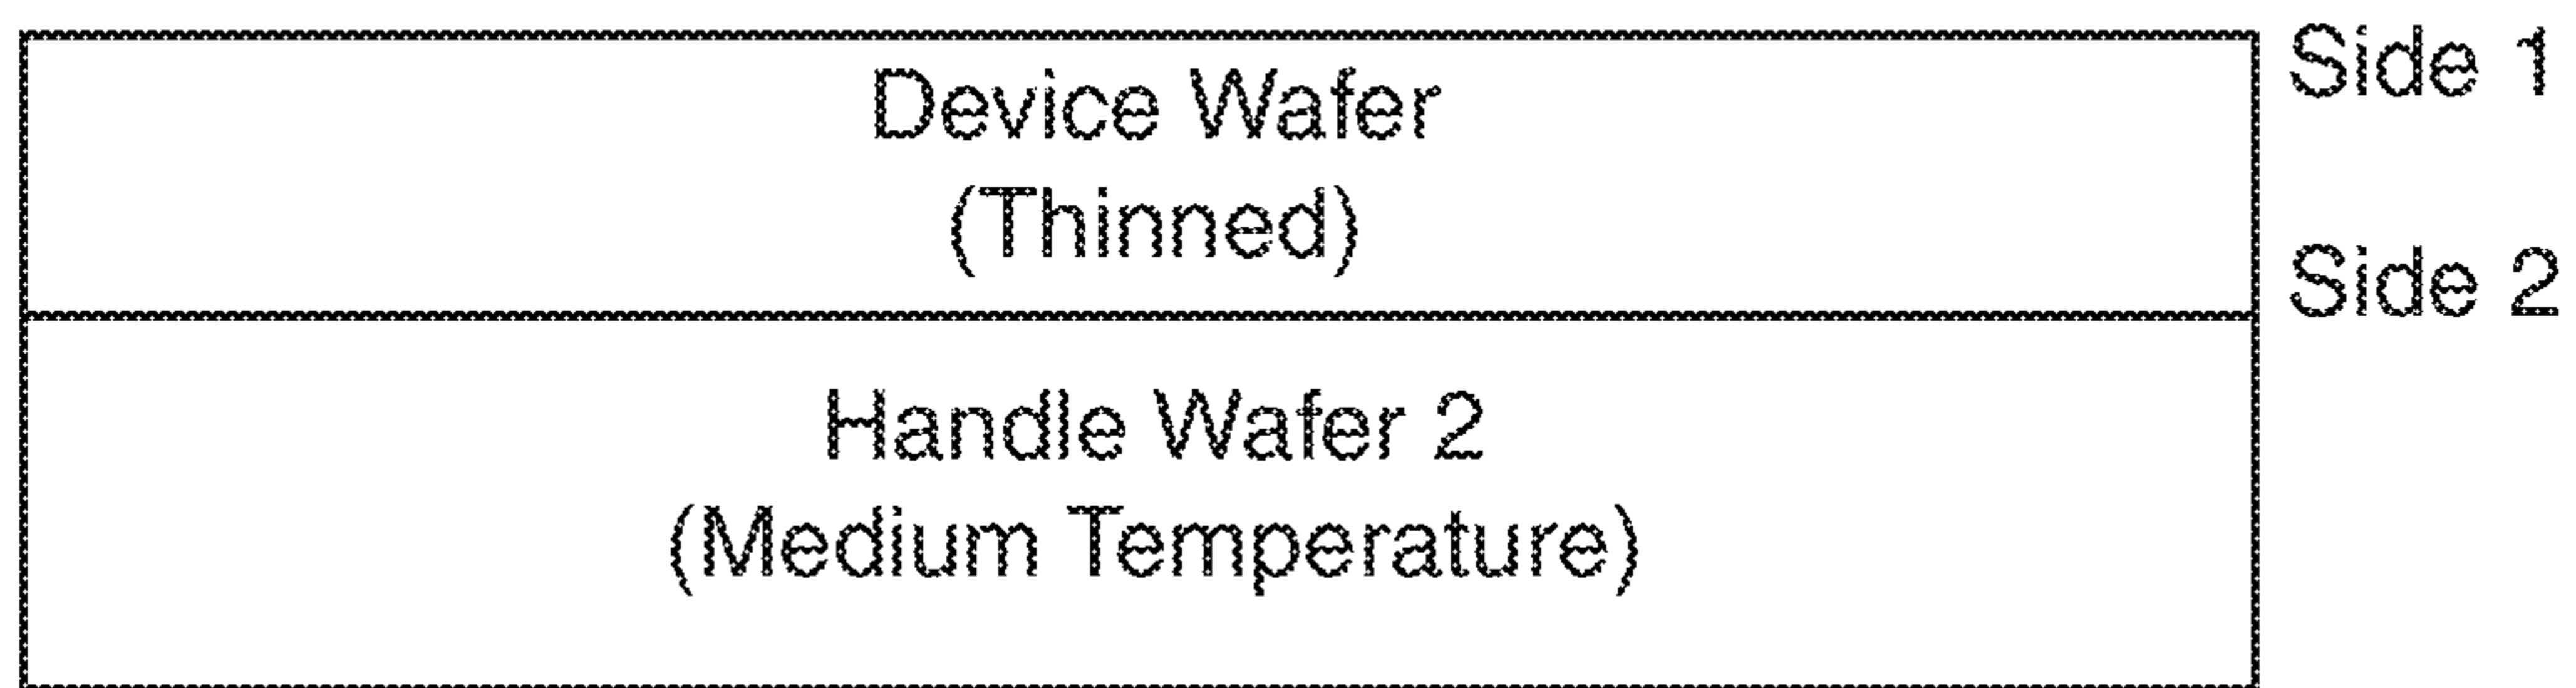 Device Wafer
(Thinned)
Side 1
Side 2
Handle Wafer 2
(Medium Temperature)